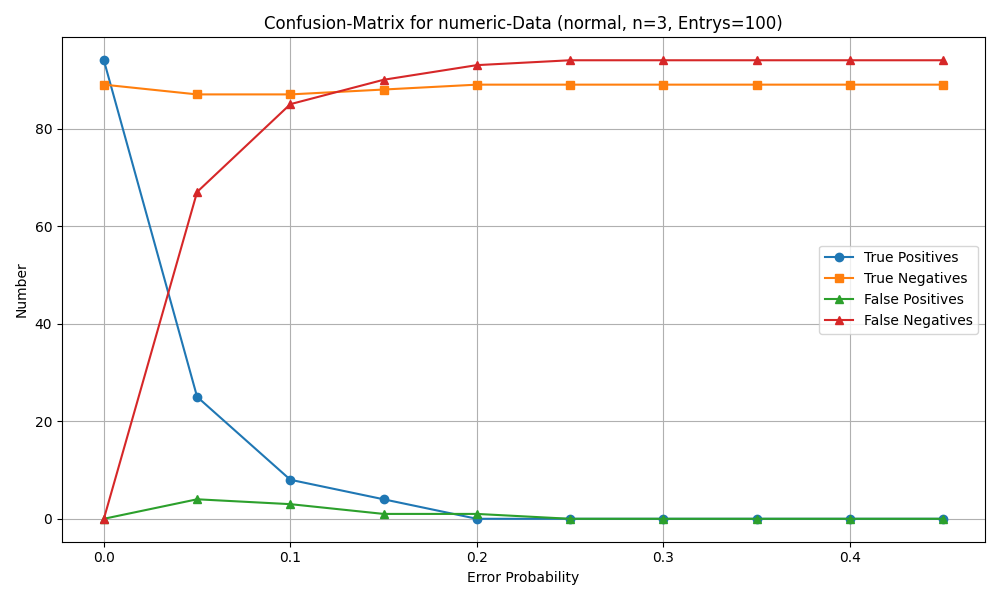 Confusion-Matrix for numeric-Data (normal, n=3, Entrys=100)
Number
80
60
40
20
0
True Positives
True Negatives
False Positives
False Negatives
0.0 0.1 0.2 0.3 0.4
Error Probability